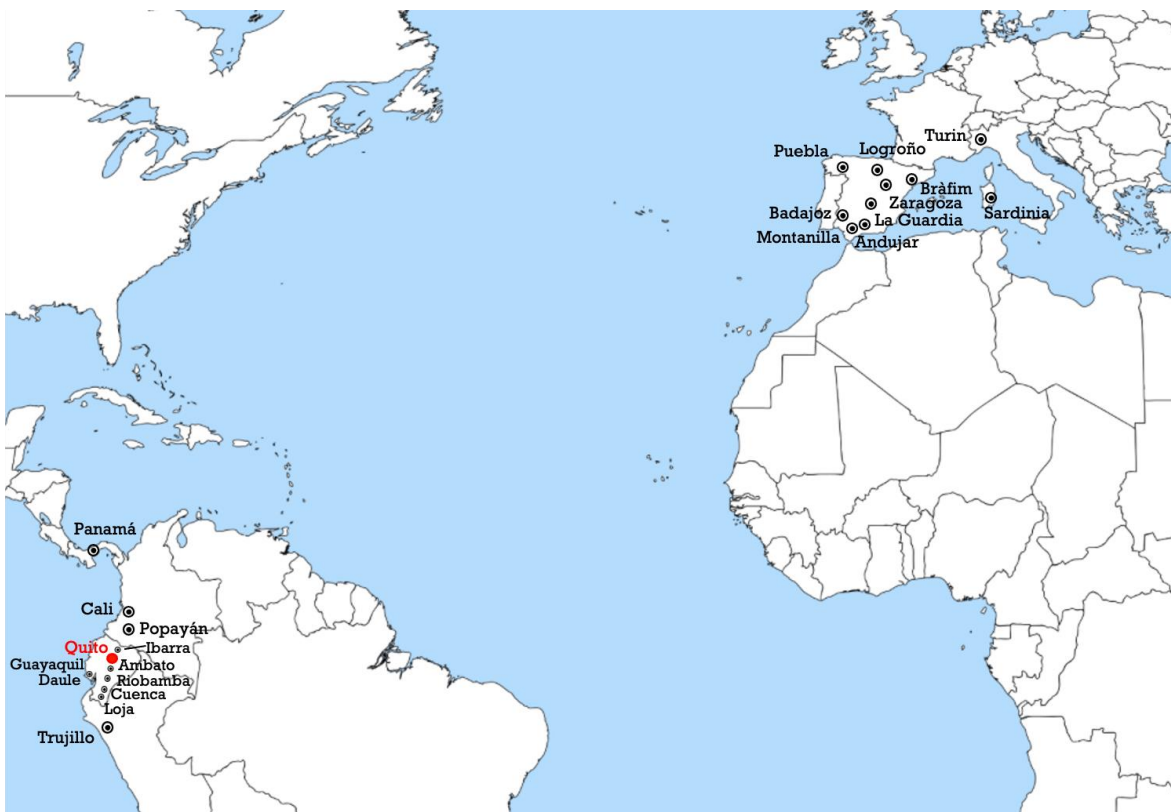 Turin
Logroño
Puebla
Bràfim
Zaragoza
Sardinia
Badajoz
La Guardia
Montanilla
Andujar
Panamá
Cali
Popayán
Quito
Ibarra
Guayaquil
Ambato
Daule
Riobamba
Cuenca
Loja
Trujillo